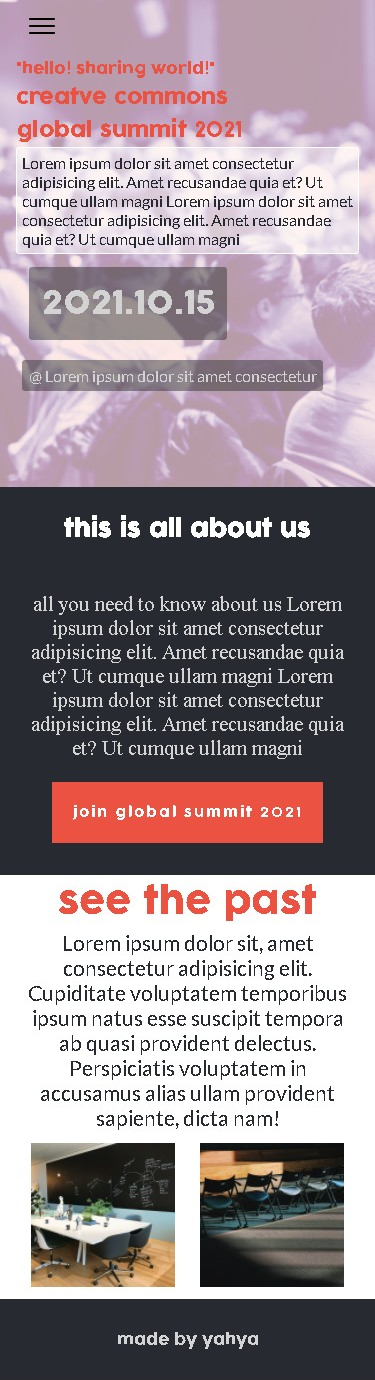 "hello! sharing world!"
creatve commons
global summit 2021
Lorem ipsum dolor sit amet consectetur
adipisicing elit. Amet recusandae quia et? Ut
cumque ullam magni Lorem ipsum dolor sit amet
consectetur adipisicing elit. Amet recusandae
quia et? Ut cumque ullam magni
2021.10.15
@ Lorem ipsum dolor sit amet consectetur
this is all about us
all you need to know about us Lorem
ipsum dolor sit amet consectetur
adipisicing elit. Amet recusandae quia
et? Ut cumque ullam magni Lorem
ipsum dolor sit amet consectetur
adipisicing elit. Amet recusandae quia
et? Ut cumque ullam magni
join global summit 2021
see the past
Lorem ipsum dolor sit, amet
consectetur adipisicing elit.
Cupiditate voluptatem temporibus
ipsum natus esse suscipit tempora
ab quasi provident delectus.
Perspiciatis voluptatem in
accusamus alias ullam provident
sapiente, dicta nam!
made by yahya